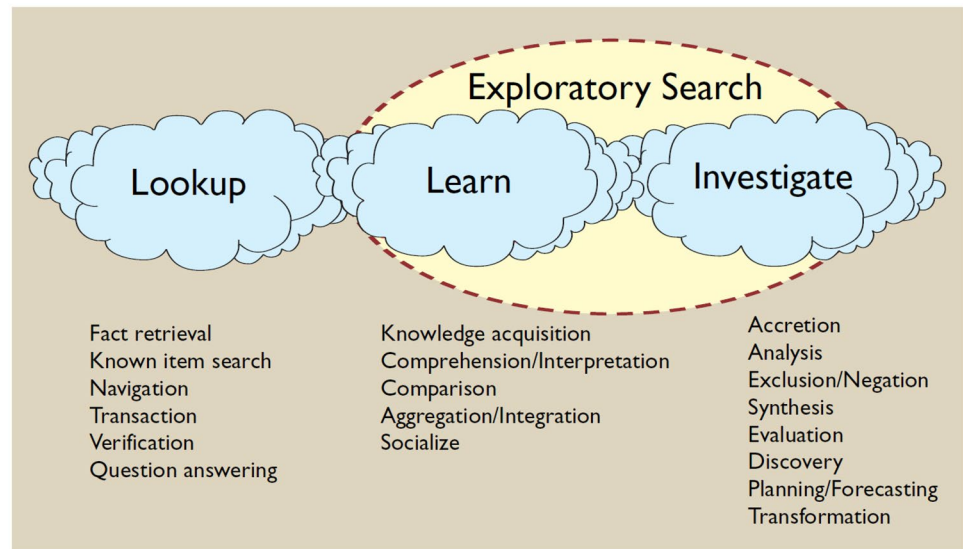 Exploratory Search
Lookup
Learn
Investigate
Fact retrieval
Known item search
Navigation
Transaction
Verification
Question answering
Knowledge acquisition
Comprehension/Interpretation
Comparison
Aggregation/Integration
Socialize
Accretion
Analysis
Exclusion/Negation
Synthesis
Evaluation
Discovery
Planning/Forecasting
Transformation